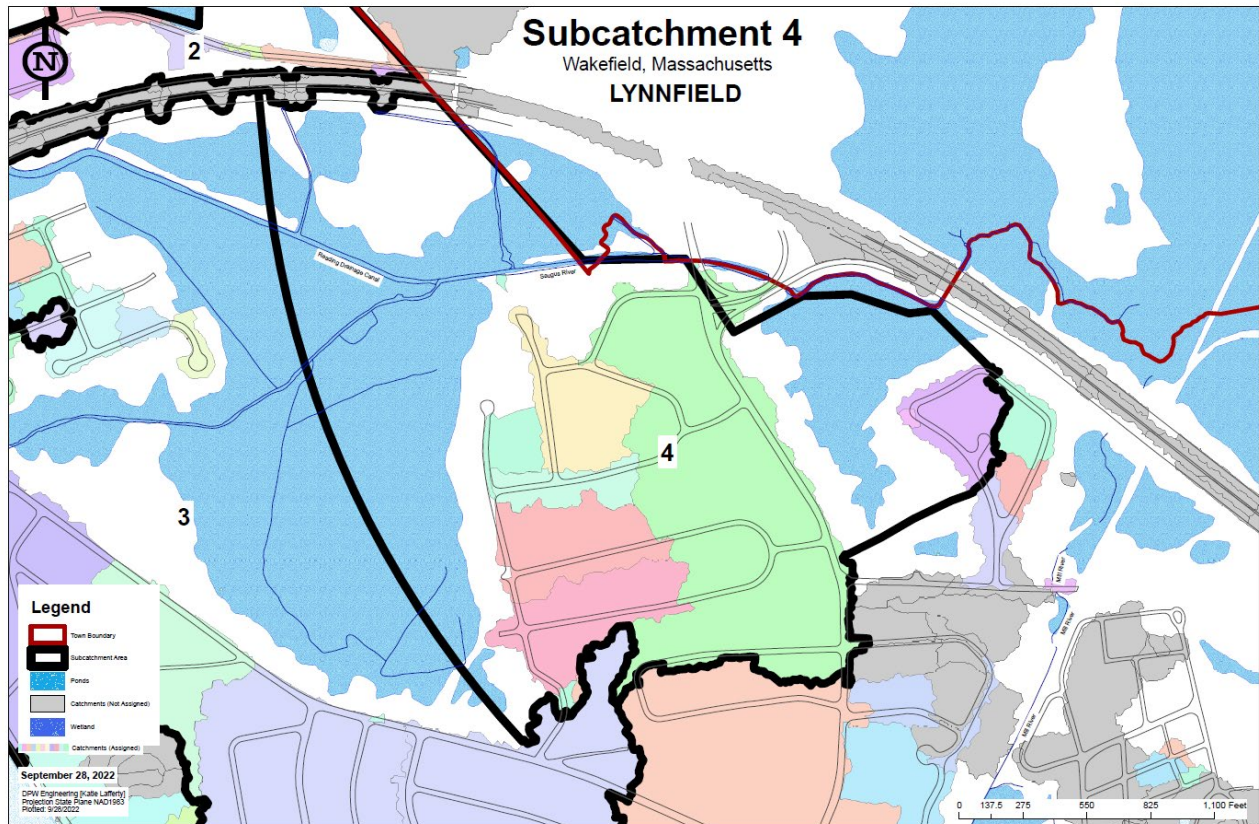 Subcatchment 4
Wakefield, Massachusetts
LYNNFIELD
N
2
Reading Drainage Canal
Saugus River
4
3
Mill River
Mill River
Mill River
Legend
Town Boundary
Subcatchment Area
Ponds
Catchments (Not Assigned)
Wetland
Catchments (Assigned)
September 28, 2022
DPW Engineering [Katie Lafferty]
Projection State Plane NAD1983
Plotted: 9/28/2022
0 137.5 275 550 825 1,100 Feet